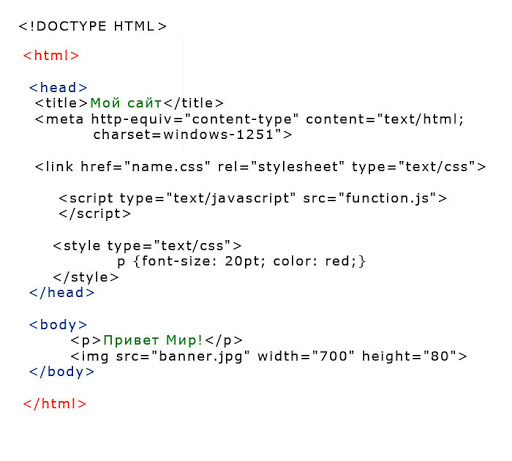 <!DOCTYPE HTML>
<html>
<head>
<title>Мой сайт</title>
<meta http-equiv="content-type" content="text/html;
charset=windows-1251">
<link href="name.css" rel="stylesheet" type="text/css">
<script type="text/javascript" src="function.js">
</script>
<style type="text/css">
p {font-size: 20pt; color: red;}
</style>
</head>
<body>
<p>Привет Мир!</p>
<img src="banner.jpg" width="700" height="80">
</body>
</html>